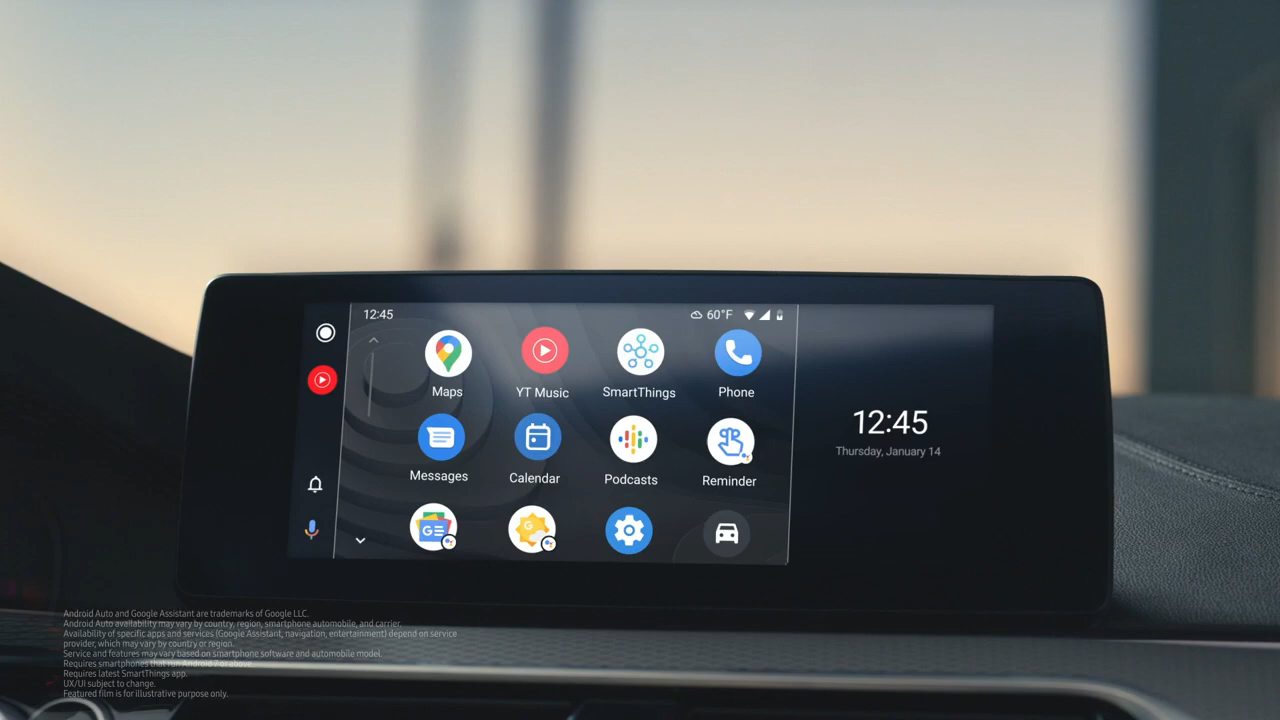 12:45
60°F
Maps
YT Music
SmartThings
Phone
12:45
Thursday, January 14
Messages
Calendar
Podcasts
Reminder
GE
G
Android Auto and Google Assistant are trademarks of Google LLC.
Android Auto availability may vary by country, region, smartphone automobile, and carrier.
Availability of specific apps and services (Google Assistant, navigation, entertainment) depend on service
provider, which may vary by country or region.
Service and features may vary based on smartphone software and automobile model.
Requires smartphones that run Android 7 or above.
Requires latest SmartThings app.
UX/UI subject to change.
Featured film is for illustrative purpose only.